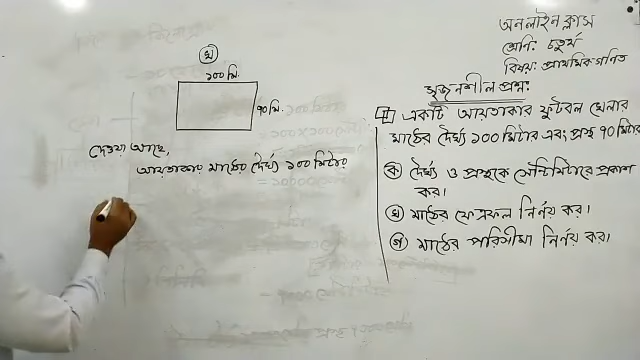 অনলাইন ক্লাস
শ্রেণি: চতুর্থ
বিষয়: প্রাথমিক গণিত
সৃজনশীল প্রশ্ন:
একটি আয়তাকার ফুটবল খেলার
মাঠের দৈর্ঘ্য ১০০ মিটার এবং প্রস্থ ৭০ মিটার
ক দৈর্ঘ্য ও প্রস্থকে সেন্টিমিটারে প্রকাশ
কর।
খ মাঠের ক্ষেত্রফল নির্ণয় কর।
গ মাঠের পরিসীমা নির্ণয় কর।
খ
১০০ মি.
৭০ মি.
দেওয়া আছে,
আয়তাকার মাঠের দৈর্ঘ্য ১০০ মিটার